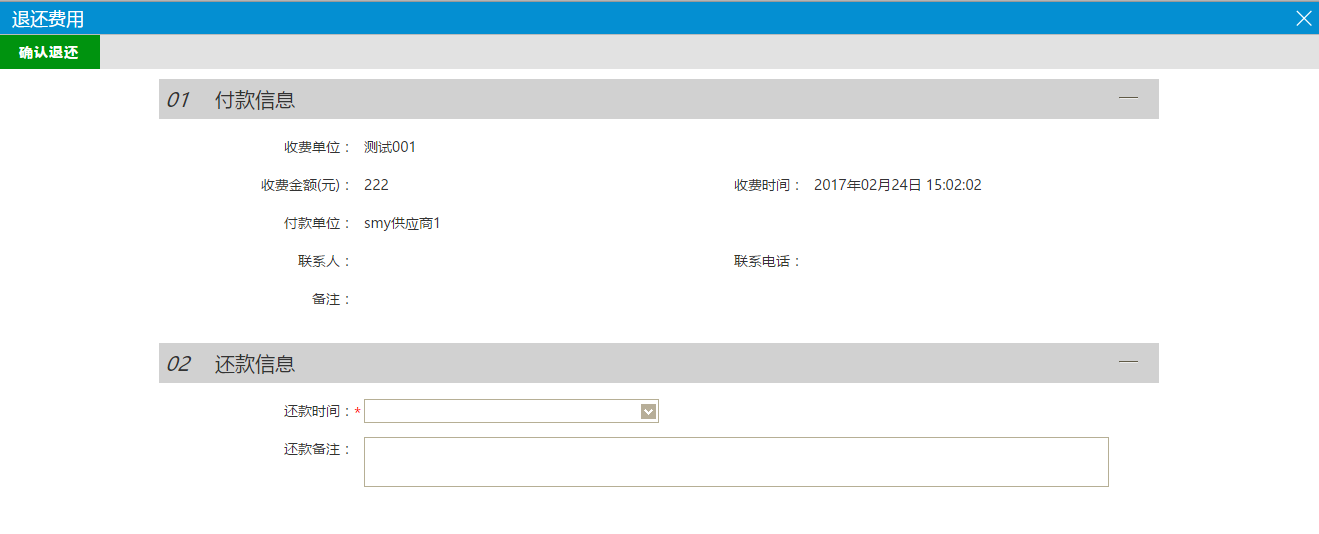 退还费用
确认退还
01 付款信息
收费单位： 测试001
收费金额(元)： 222 收费时间： 2017年02月24日 15:02:02
付款单位： smy供应商1
联系人： 联系电话：
备注：
02 还款信息
还款时间：*
还款备注：